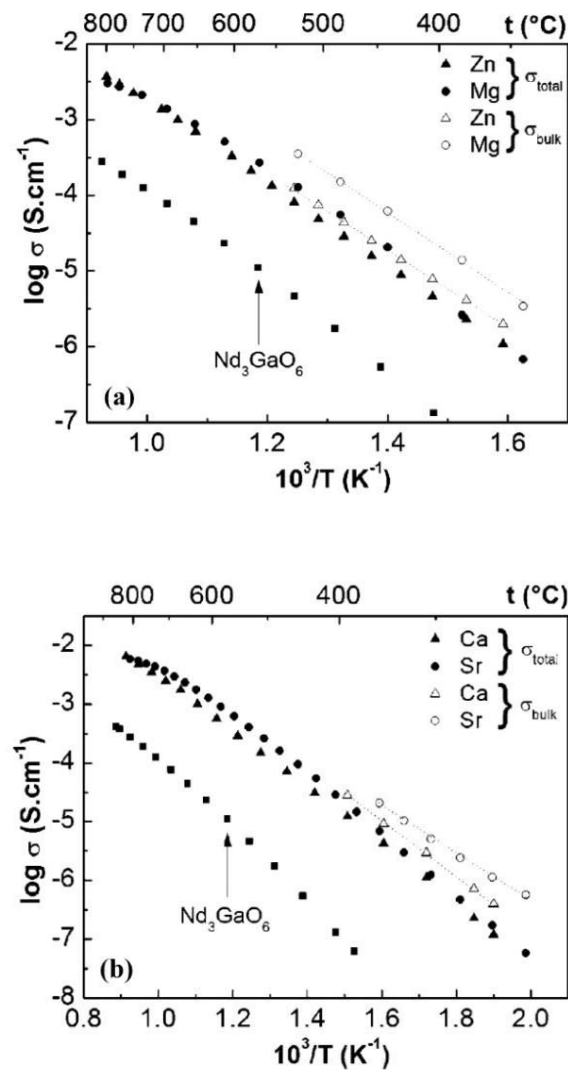 800 700 600 500 400 t (°C)
-2
-3
-4
-5
-6
-7
log σ (S.cm⁻¹)
Zn
Mg
} σtotal
Zn
Mg
} σbulk
Nd₃GaO₆
(a)
1.0 1.2 1.4 1.6
10³/T (K⁻¹)
800 600 400 t (°C)
-2
-3
-4
-5
-6
-7
-8
log σ (S.cm⁻¹)
Ca
Sr
} σtotal
Ca
Sr
} σbulk
Nd₃GaO₆
(b)
0.8 1.0 1.2 1.4 1.6 1.8 2.0
10³/T (K⁻¹)